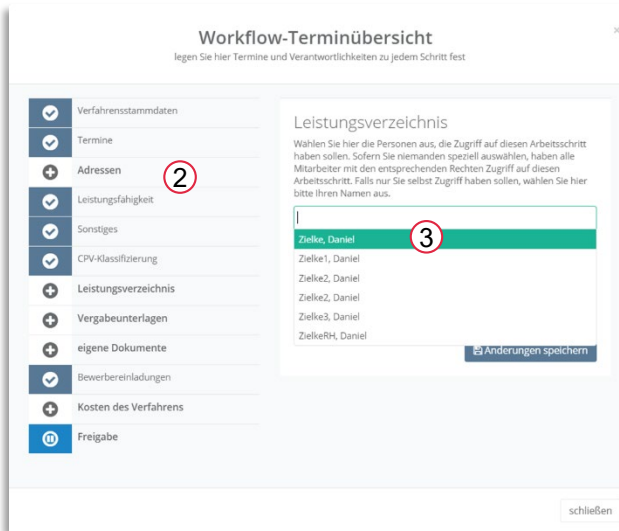 Workflow-Terminübersicht
×
legen Sie hier Termine und Verantwortlichkeiten zu jedem Schritt fest
Verfahrensstammdaten
Termine
Adressen
2
Leistungsfähigkeit
Sonstiges
CPV-Klassifizierung
Leistungsverzeichnis
Vergabeunterlagen
eigene Dokumente
Bewerbereinladungen
Kosten des Verfahrens
Freigabe
Leistungsverzeichnis
Wählen Sie hier die Personen aus, die Zugriff auf diesen Arbeitsschritt
haben sollen. Sofern Sie niemanden speziell auswählen, haben alle
Mitarbeiter mit den entsprechenden Rechten Zugriff auf diesen
Arbeitsschritt. Falls nur Sie selbst Zugriff haben sollen, wählen Sie hier
bitte Ihren Namen aus.
Zielke, Daniel
3
Zielke1, Daniel
Zielke2, Daniel
Zielke2, Daniel
Zielke3, Daniel
ZielkeRH, Daniel
Änderungen speichern
schließen